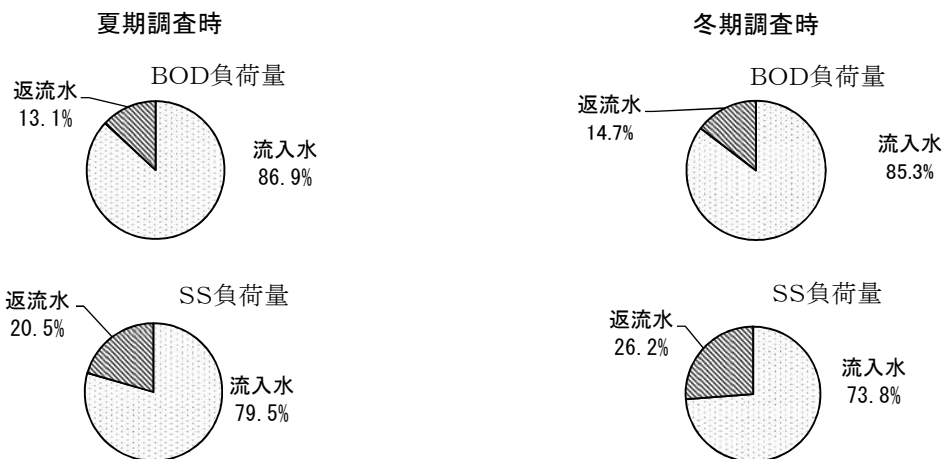 夏期調査時
BOD負荷量
返流水
13.1%
流入水
86.9%
SS負荷量
返流水
20.5%
流入水
79.5%
冬期調査時
BOD負荷量
返流水
14.7%
流入水
85.3%
SS負荷量
返流水
26.2%
流入水
73.8%